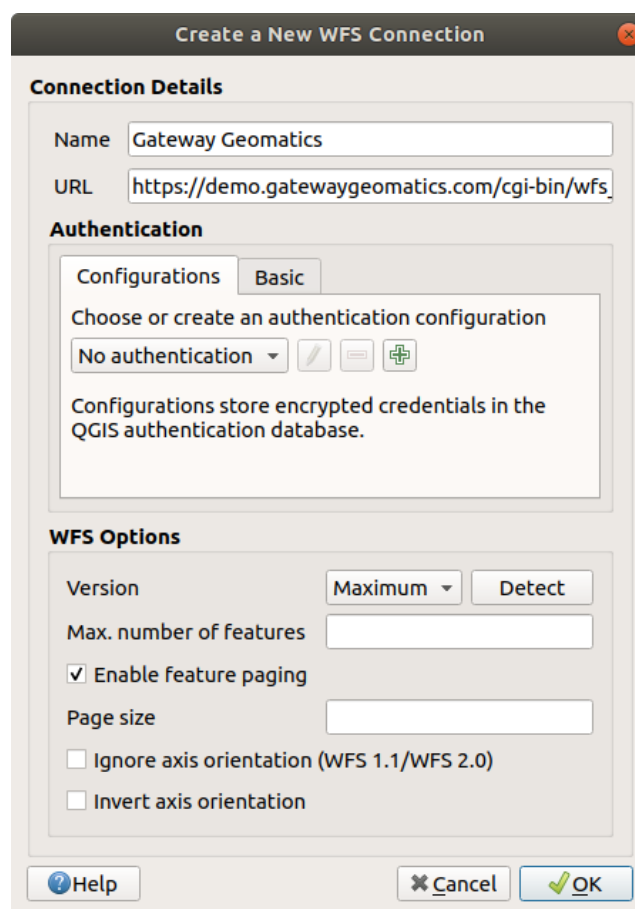 Create a New WFS Connection
Connection Details
Name Gateway Geomatics
URL https://demo.gatewaygeomatics.com/cgi-bin/wfs_
Authentication
Configurations Basic
Choose or create an authentication configuration
No authentication
Configurations store encrypted credentials in the
QGIS authentication database.
WFS Options
Version Maximum Detect
Max. number of features
Enable feature paging
Page size
Ignore axis orientation (WFS 1.1/WFS 2.0)
Invert axis orientation
Help Cancel OK